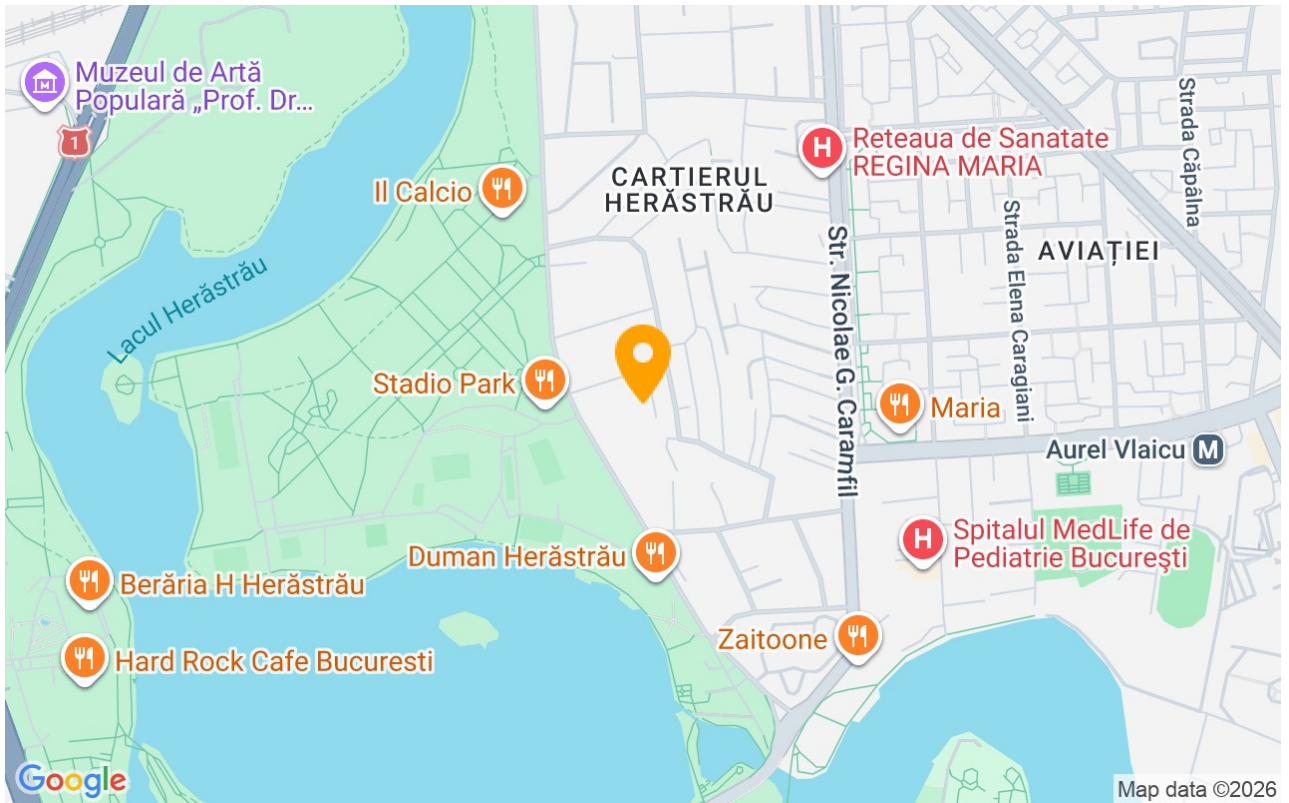 Muzeul de Artă
Populară „Prof. Dr...
1
Il Calcio
CARTIERUL
HERĂSTRĂU
H
Reteaua de Sanatate
REGINA MARIA
Strada Căpâlna
AVIAȚIEI
Strada Elena Caragiani
Str. Nicolae G. Caramfil
Lacul Herăstrău
Stadio Park
Maria
Aurel Vlaicu M
H
Spitalul MedLife de
Pediatrie Bucureşti
Duman Herăstrău
Berăria H Herăstrău
Zaitoone
Hard Rock Cafe Bucuresti
Google
Map data ©2026